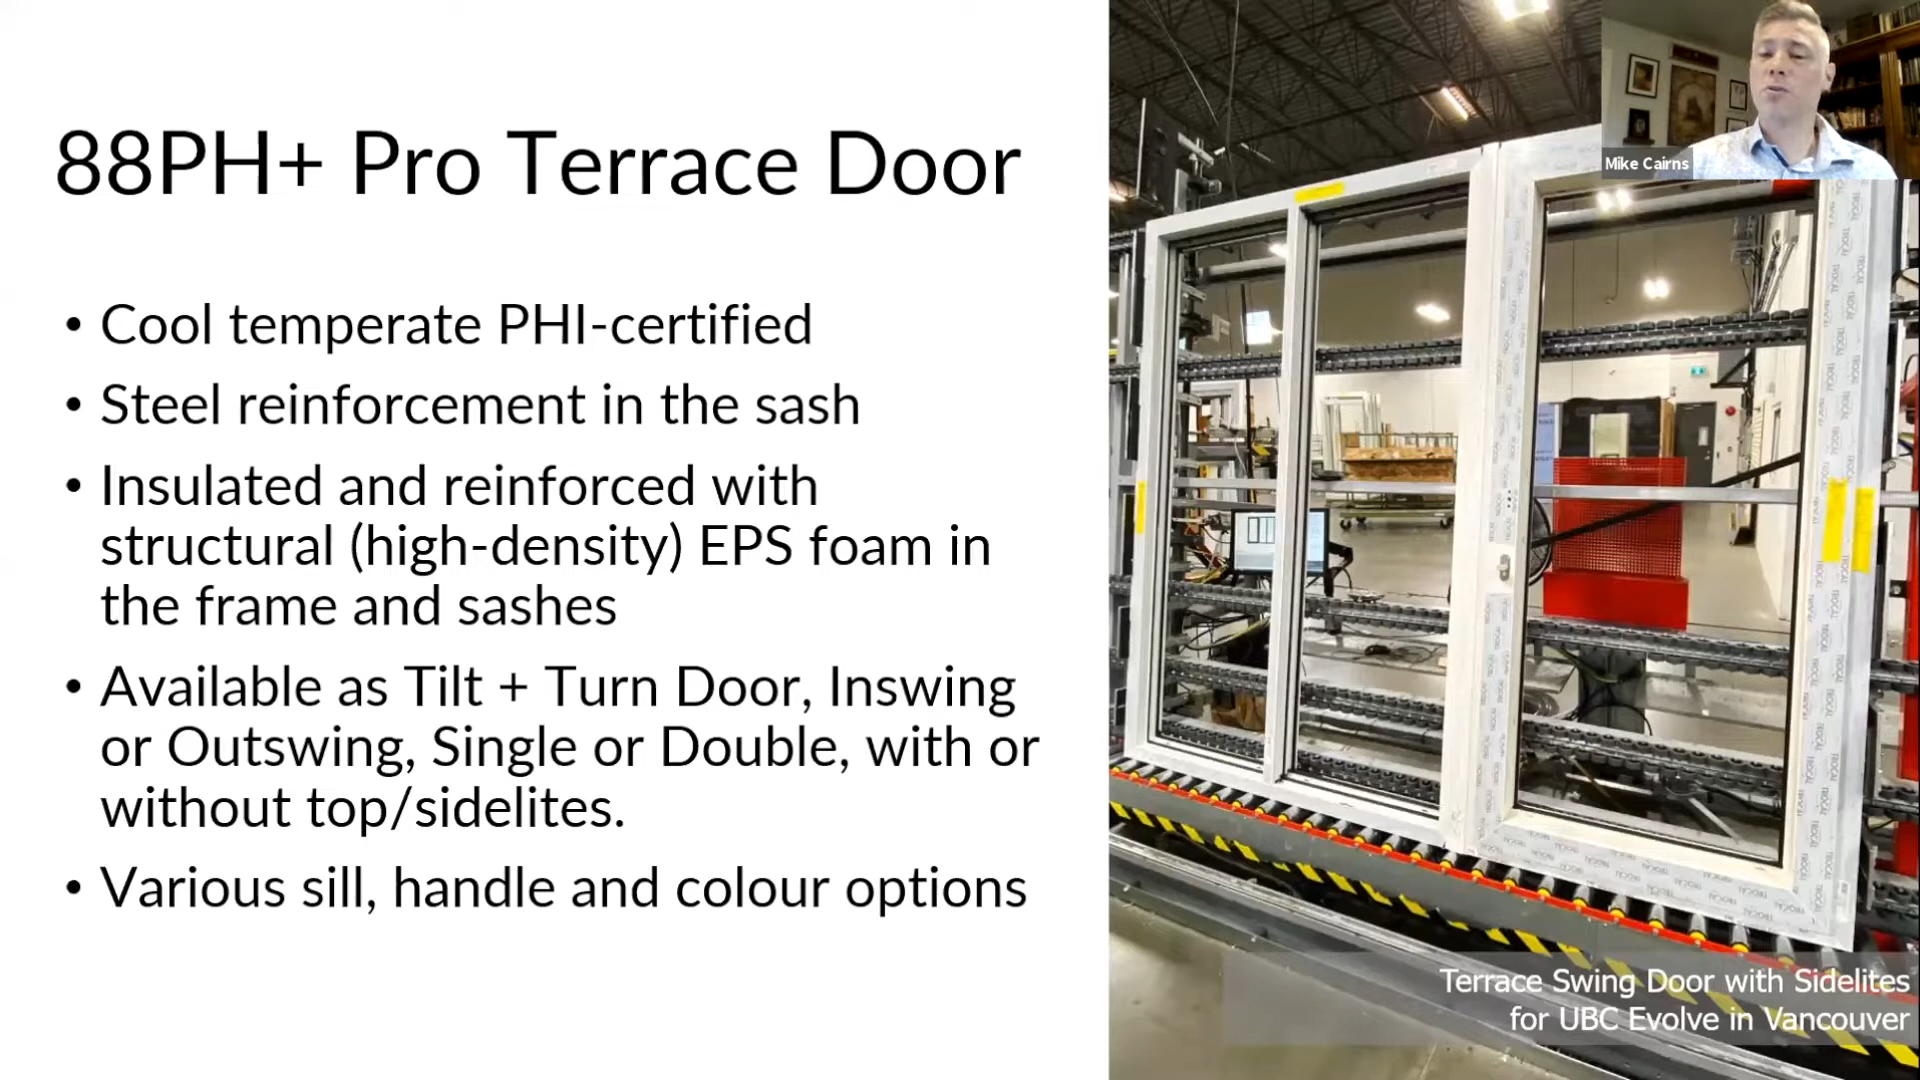 88PH+ Pro Terrace Door
• Cool temperate PHI-certified
• Steel reinforcement in the sash
• Insulated and reinforced with
structural (high-density) EPS foam in
the frame and sashes
• Available as Tilt + Turn Door, Inswing
or Outswing, Single or Double, with or
without top/sidelites.
• Various sill, handle and colour options
Mike Cairns
TROCAL
Terrace Swing Door with Sidelites
for UBC Evolve in Vancouver